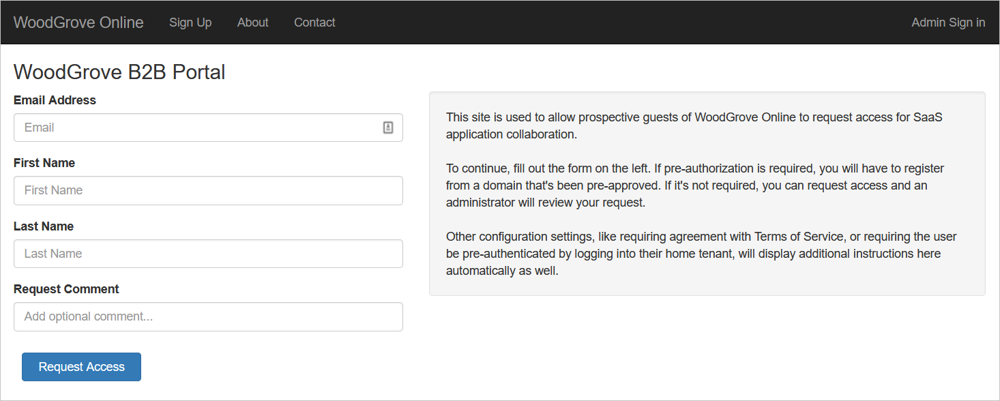 WoodGrove Online Sign Up About Contact Admin Sign in
WoodGrove B2B Portal
Email Address
Email
First Name
First Name
Last Name
Last Name
Request Comment
Add optional comment...
Request Access
This site is used to allow prospective guests of WoodGrove Online to request access for SaaS
application collaboration.
To continue, fill out the form on the left. If pre-authorization is required, you will have to register
from a domain that's been pre-approved. If it's not required, you can request access and an
administrator will review your request.
Other configuration settings, like requiring agreement with Terms of Service, or requiring the user
be pre-authenticated by logging into their home tenant, will display additional instructions here
automatically as well.